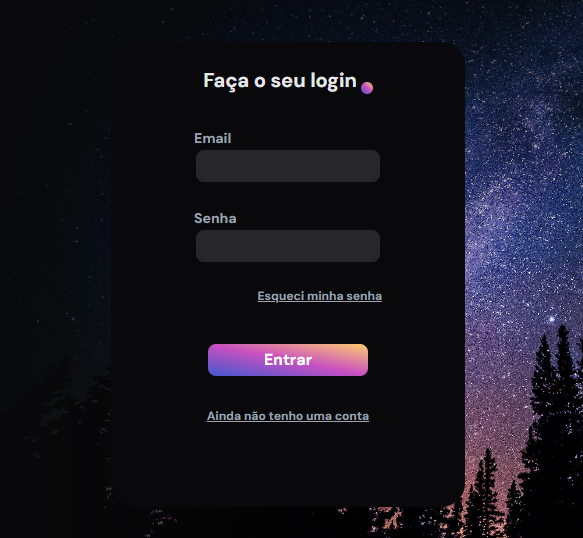 Faça o seu login
Email
Senha
Esqueci minha senha
Entrar
Ainda não tenho uma conta